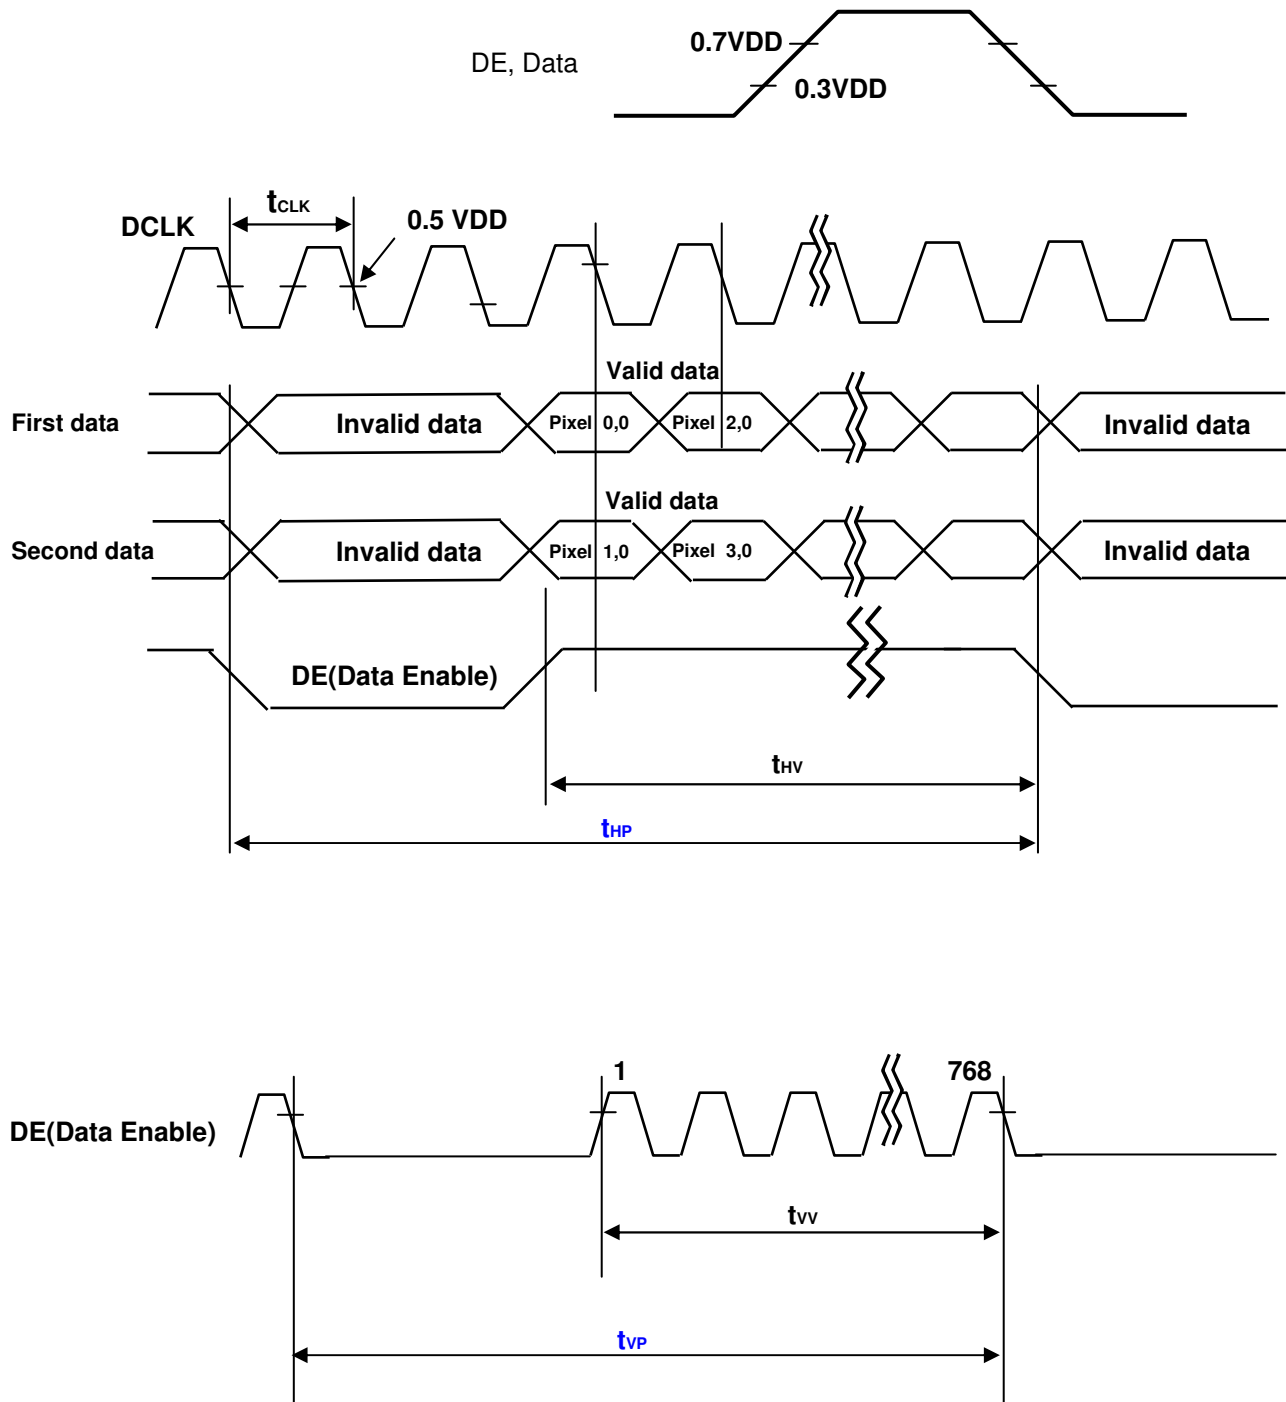 0.7VDD
DE, Data
0.3VDD
tCLK
DCLK
0.5 VDD
Valid data
First data
Invalid data
Pixel 0,0
Pixel 2,0
Invalid data
Valid data
Second data
Invalid data
Pixel 1,0
Pixel 3,0
Invalid data
DE(Data Enable)
tHV
tHP
1
768
DE(Data Enable)
tVV
tVP